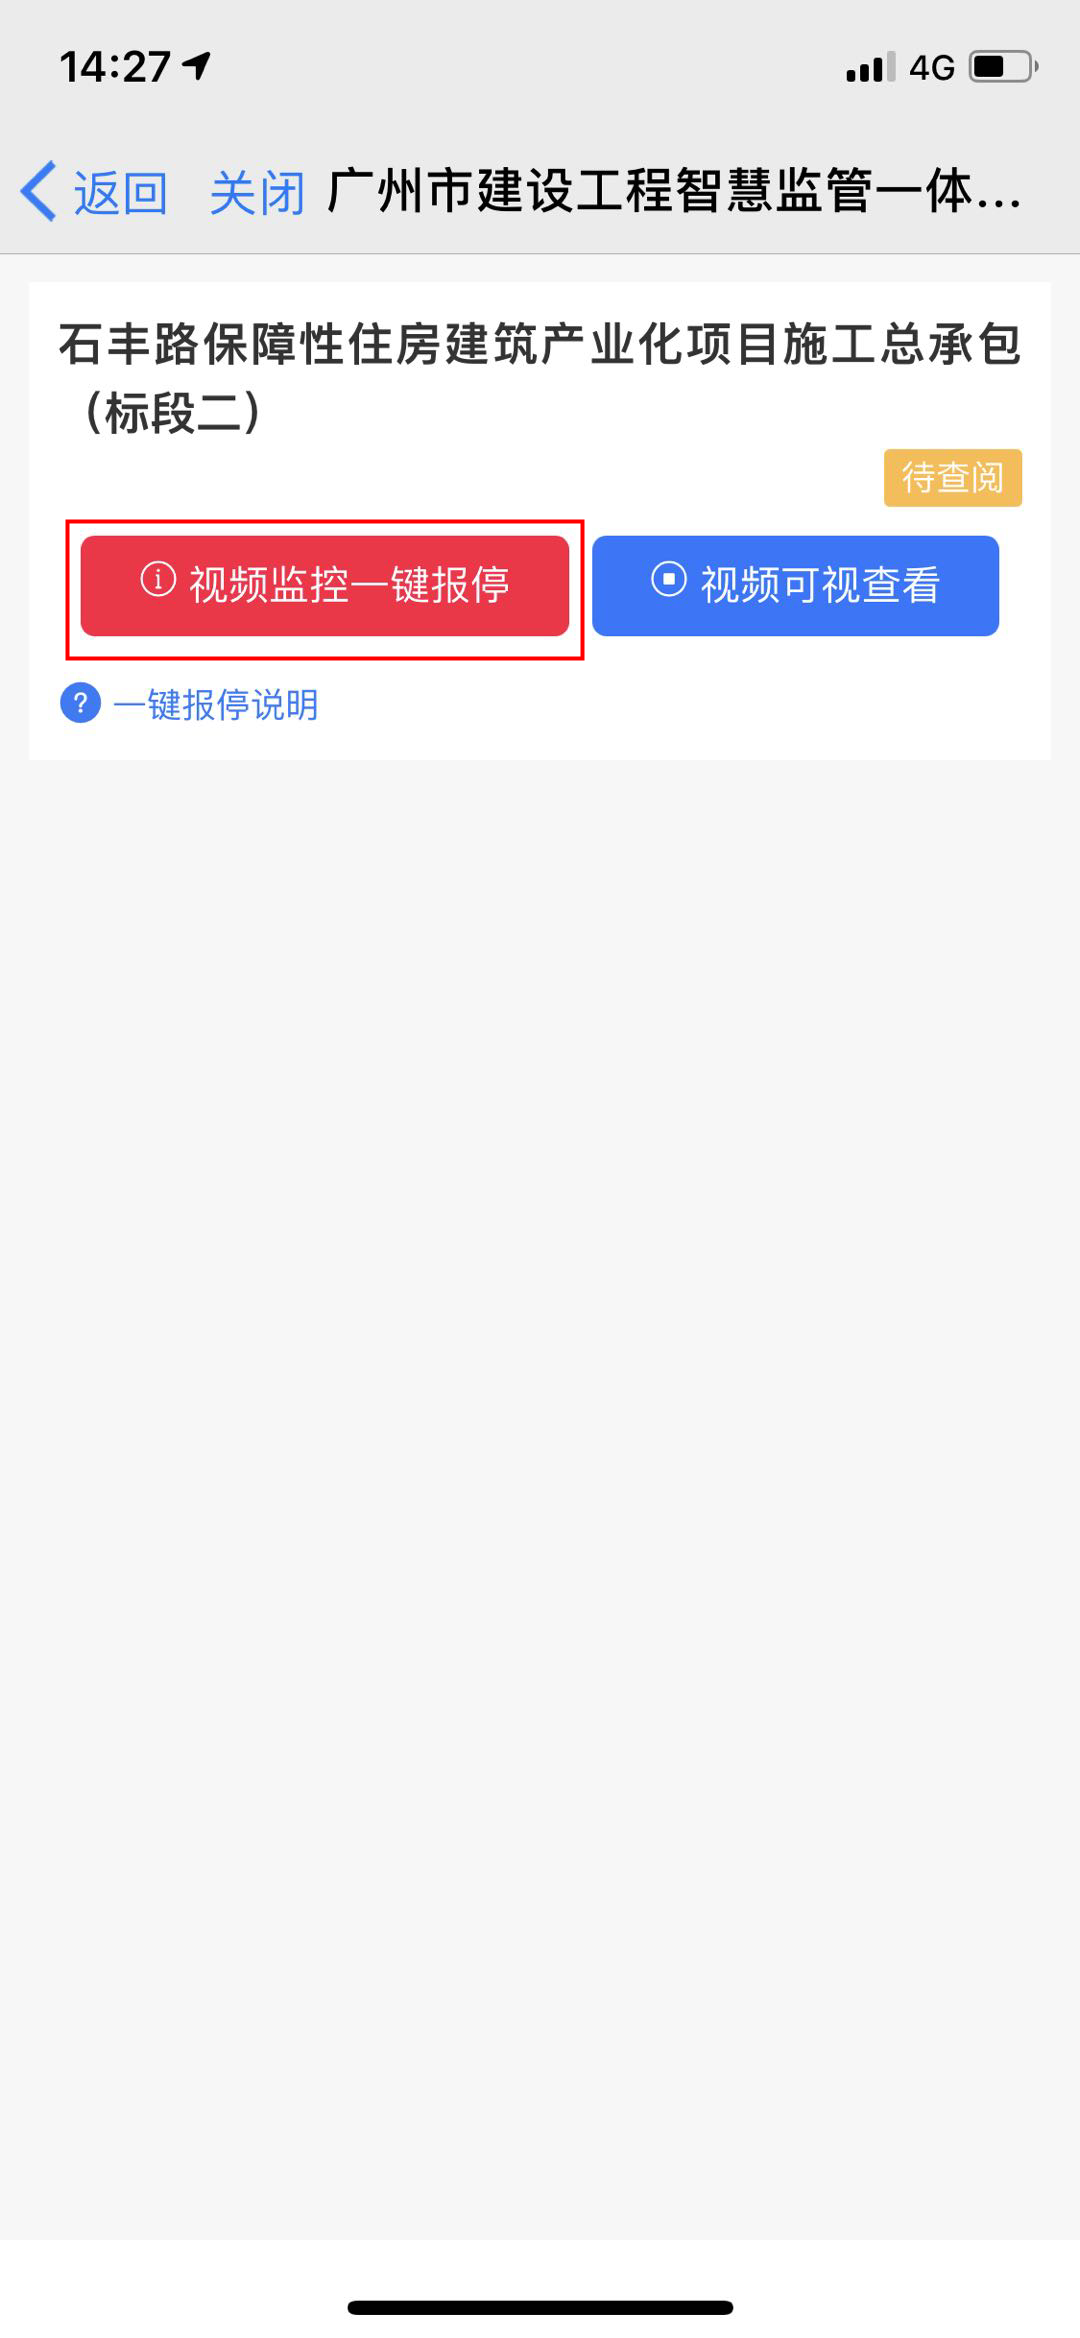 14:27
4G
返回 关闭 广州市建设工程智慧监管一体...
石丰路保障性住房建筑产业化项目施工总承包
（标段二）
待查阅
视频监控一键报停
视频可视查看
一键报停说明